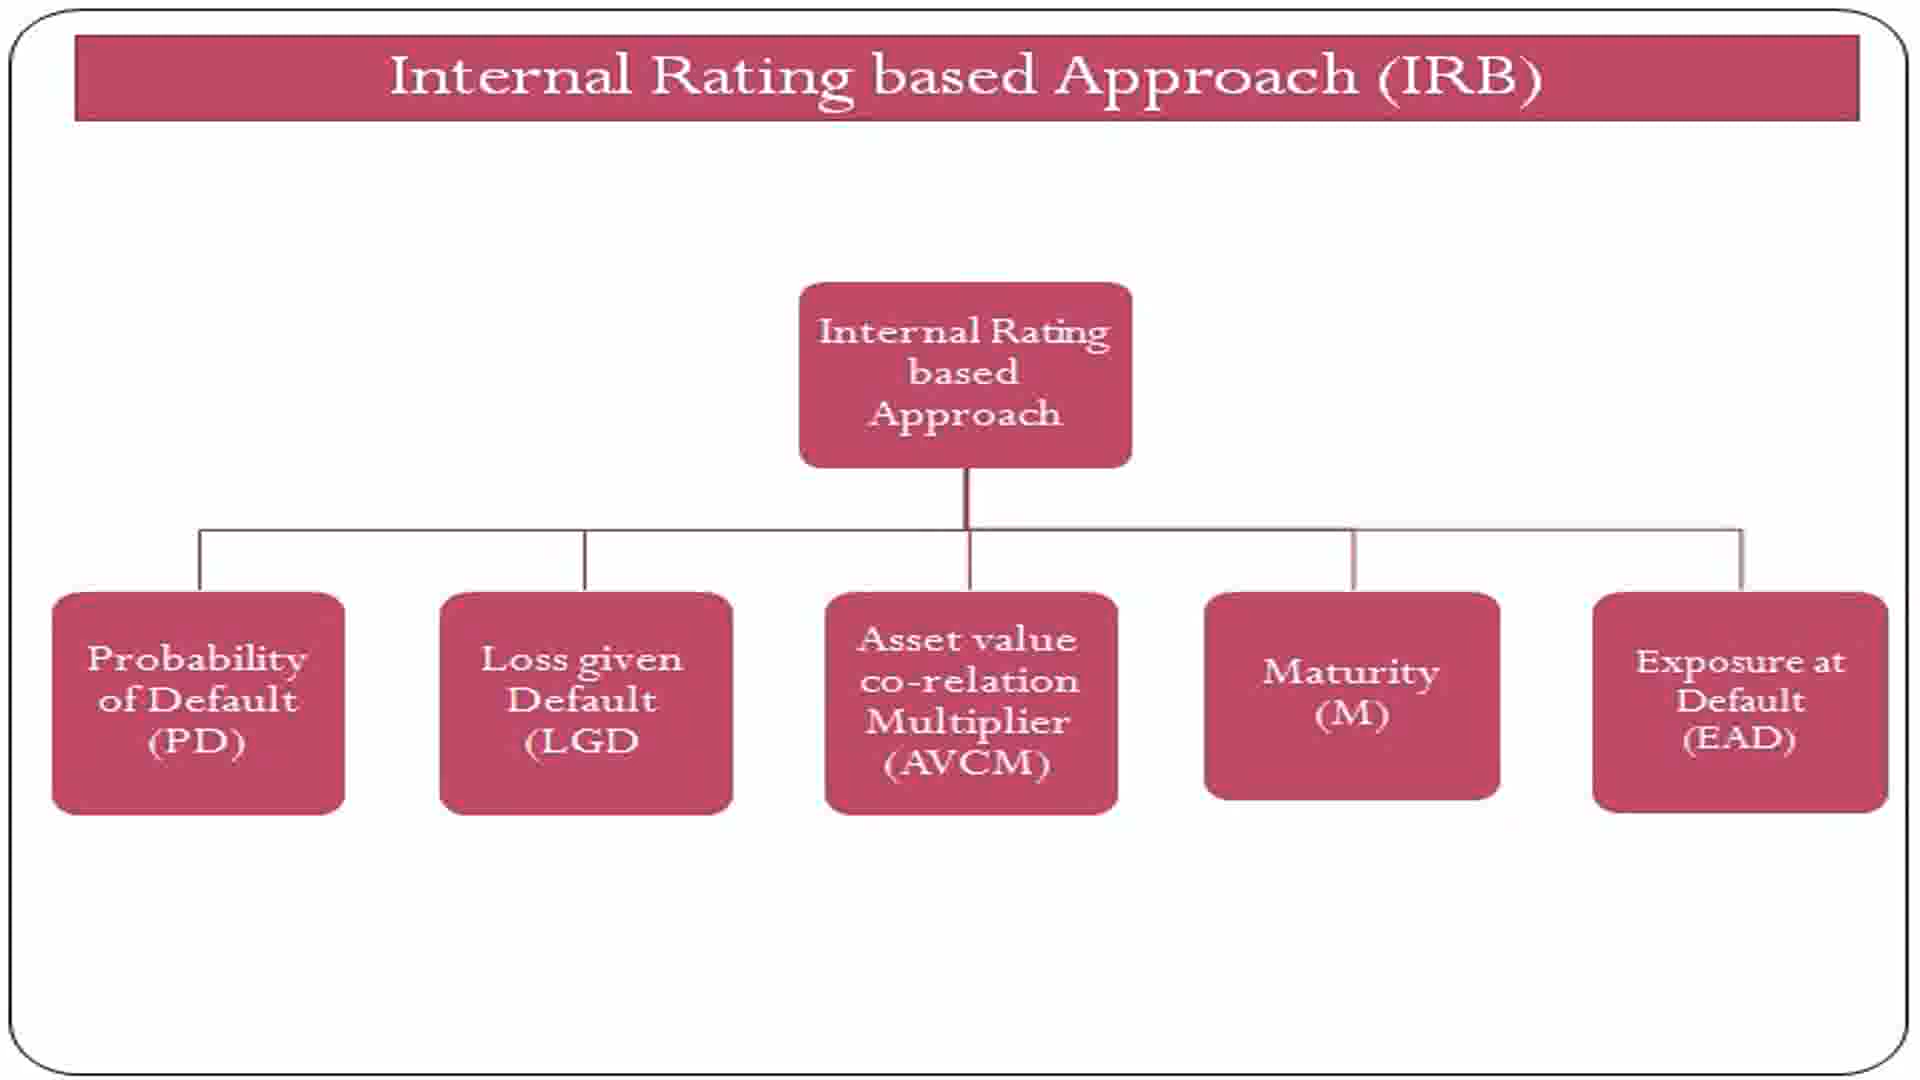 Internal Rating based Approach (IRB)
Internal Rating
based
Approach
Probability
of Default
(PD)
Loss given
Default
(LGD
Asset value
co-relation
Multiplier
(AVCM)
Maturity
(M)
Exposure at
Default
(EAD)